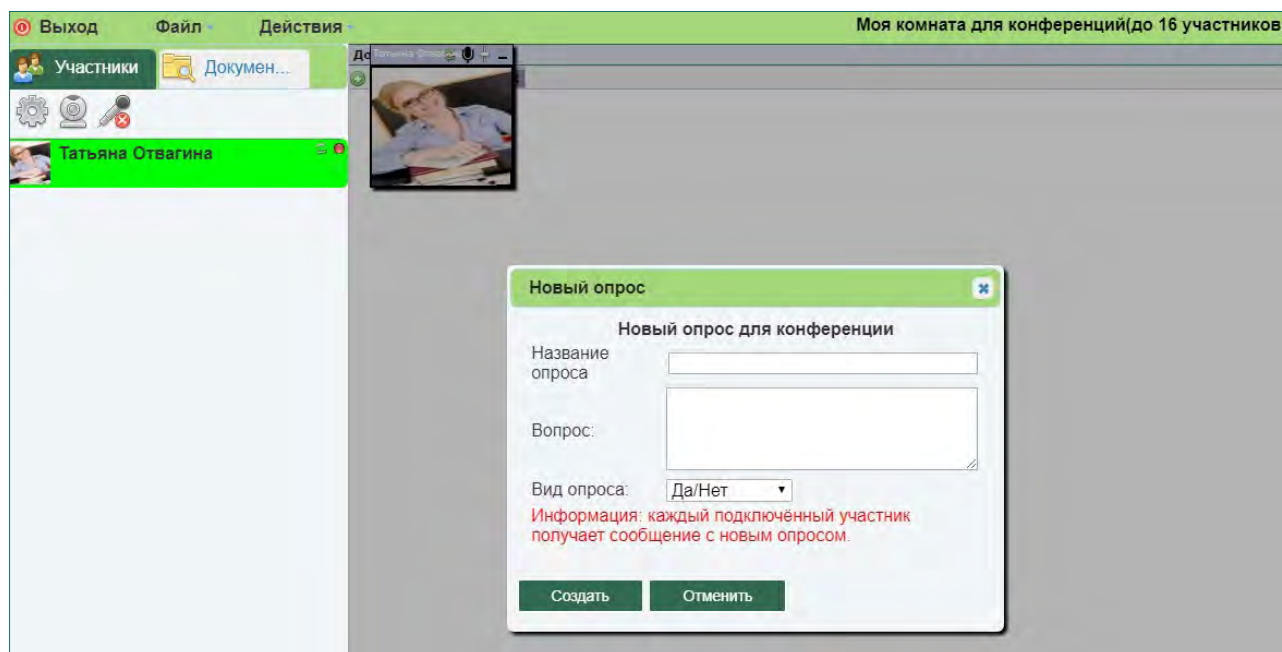 Выход Файл Действия
Моя комната для конференций(до 16 участников
Участники Докумен...
Татьяна Отвагина
Новый опрос
Новый опрос для конференции
Название
опроса
Вопрос:
Вид опроса: Да/Нет
Информация: каждый подключённый участник
получает сообщение с новым опросом.
Создать Отменить